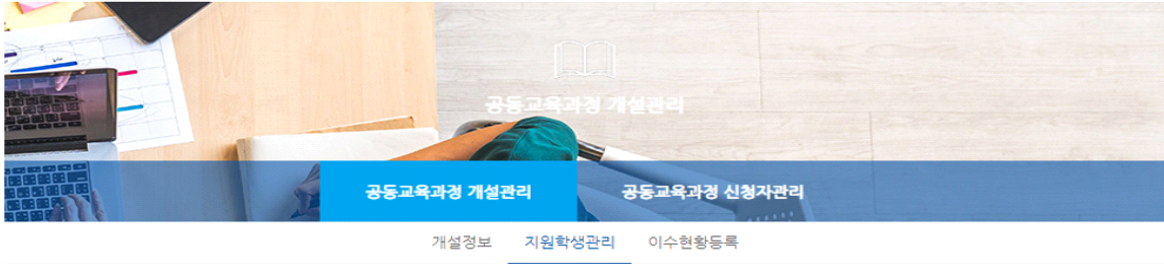 공동교육과정 개설관리
공동교육과정 개설관리 공동교육과정 신청자관리
개설정보 지원학생관리 이수현황등록